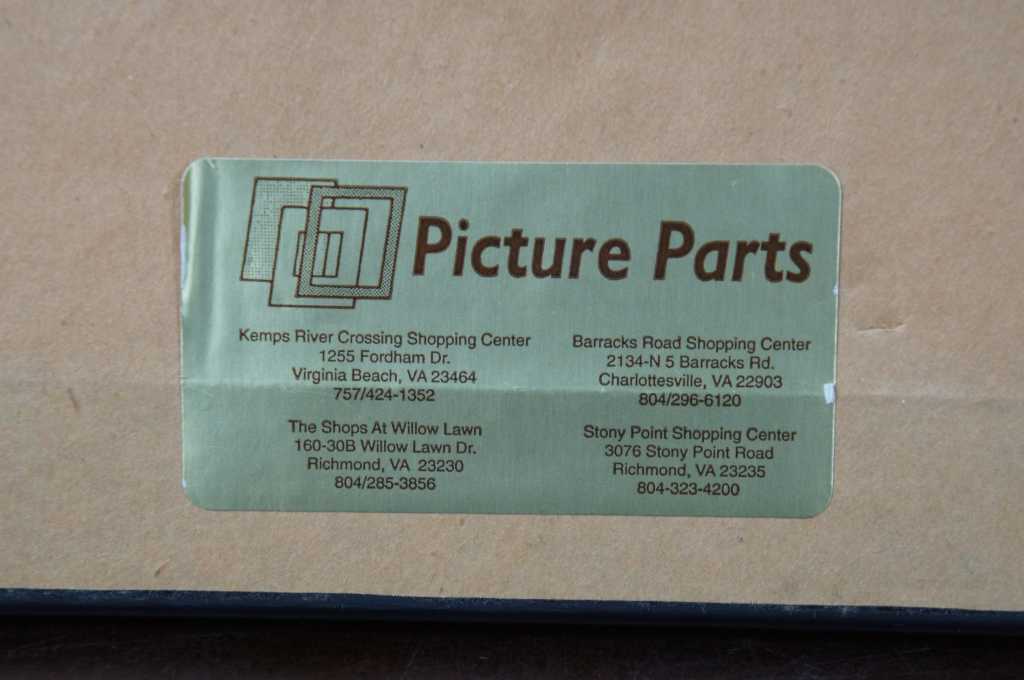 Picture Parts
Kemps River Crossing Shopping Center
1255 Fordham Dr.
Virginia Beach, VA 23464
757/424-1352
Barracks Road Shopping Center
2134-N 5 Barracks Rd.
Charlottesville, VA 22903
804/296-6120
The Shops At Willow Lawn
160-30B Willow Lawn Dr.
Richmond, VA 23230
804/285-3856
Stony Point Shopping Center
3076 Stony Point Road
Richmond, VA 23235
804-323-4200